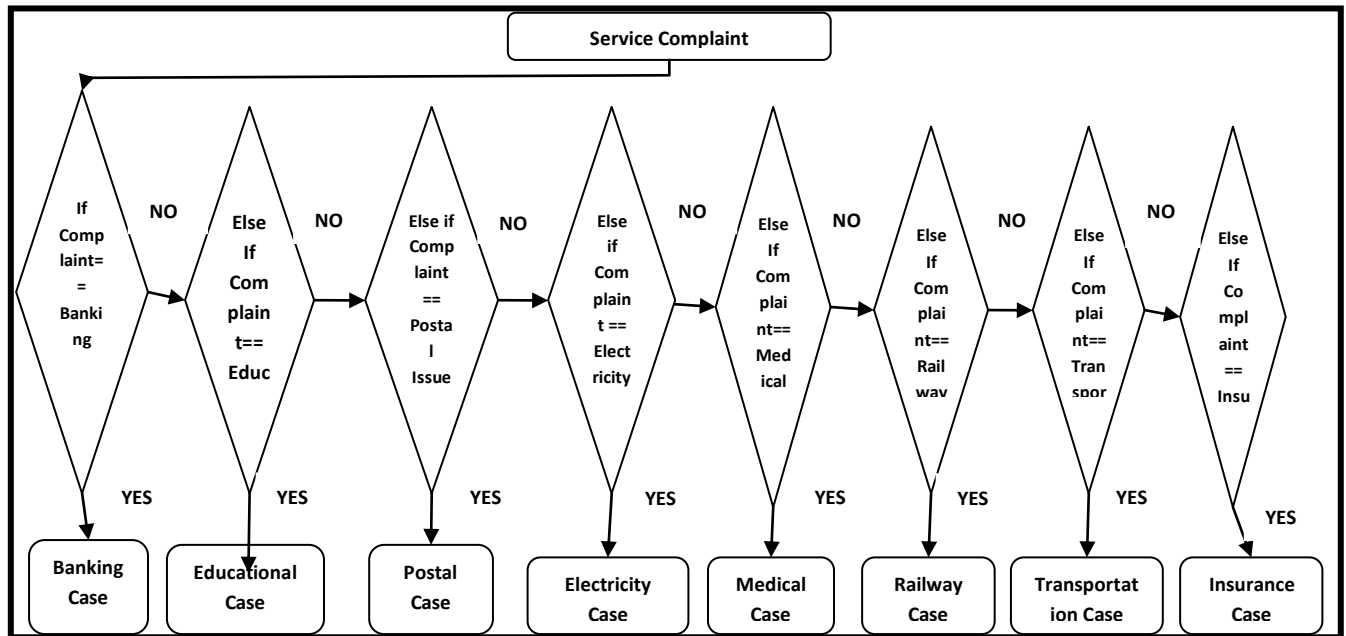 Service Complaint
If
Comp
laint=
=
Banki
ng
NO
Else
If
Com
plain
t==
Educ
NO
Else if
Comp
laint
==
Posta
l
Issue
NO
Else
if
Com
plain
t ==
Elect
ricity
NO
Else
If
Com
plai
nt==
Med
ical
NO
Else
If
Com
plai
nt==
Rail
way
NO
Else
If
Com
plai
nt==
Tran
spor
NO
Else
If
Co
mpl
aint
==
Insu
YES
YES
YES
YES
YES
YES
YES
YES
Banking
Case
Educational
Case
Postal
Case
Electricity
Case
Medical
Case
Railway
Case
Transportat
ion Case
Insurance
Case